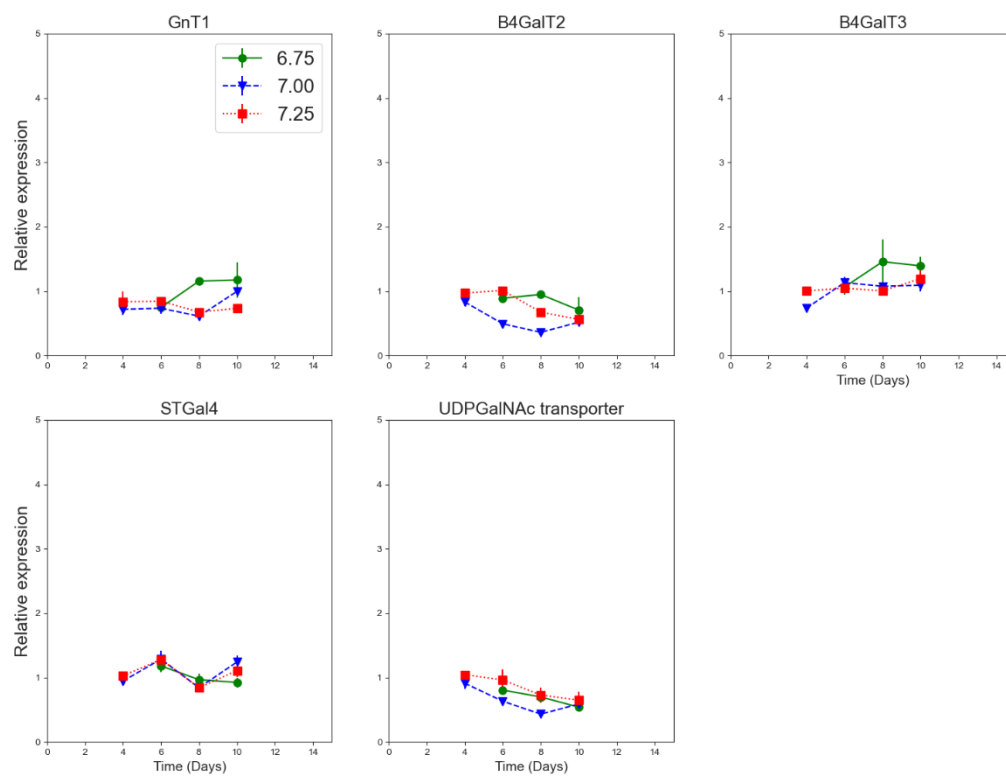 GnT1
B4GalT2
B4GalT3
6.75
7.00
7.25
Relative expression
5
4
3
2
1
0
0 2 4 6 8 10 12 14
5
4
3
2
1
0
0 2 4 6 8 10 12 14
5
4
3
2
1
0
0 2 4 6 8 10 12 14
Time (Days)
STGal4
UDPGalNAc transporter
Relative expression
5
4
3
2
1
0
0 2 4 6 8 10 12 14
Time (Days)
5
4
3
2
1
0
0 2 4 6 8 10 12 14
Time (Days)